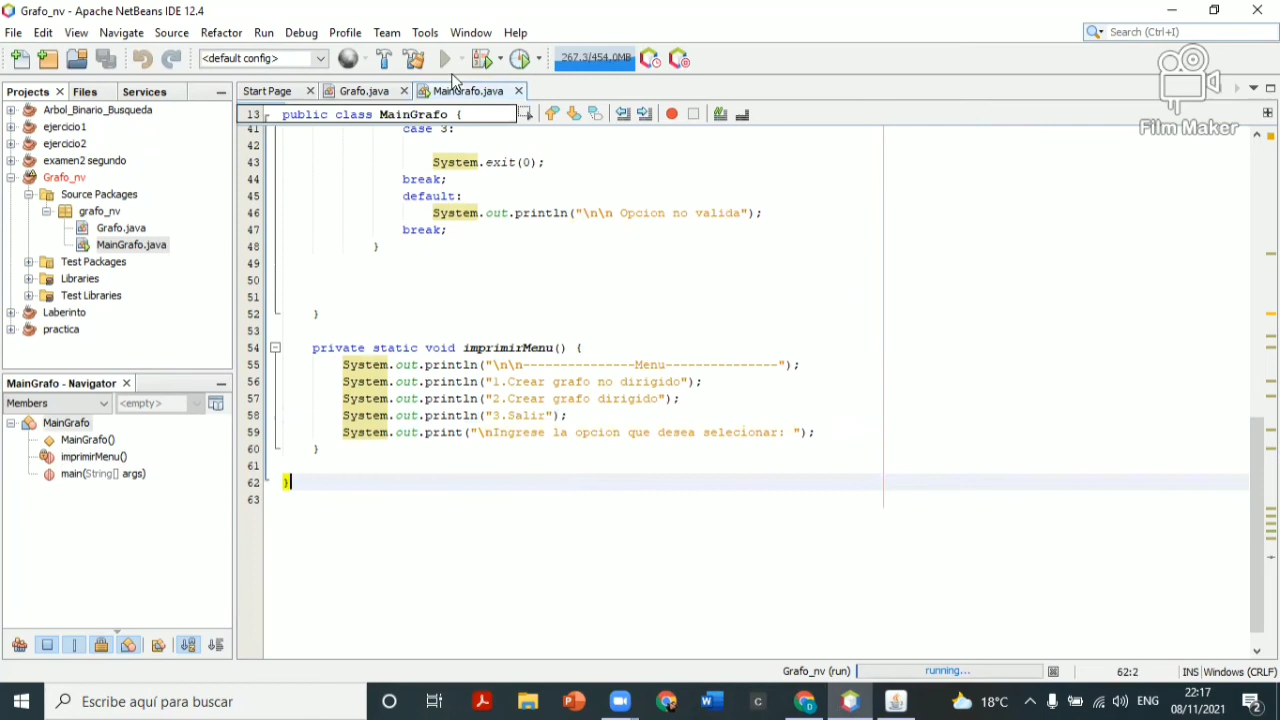 Grafo_nv - Apache NetBeans IDE 12.4
File Edit View Navigate Source Refactor Run Debug Profile Team Tools Window Help
Search (Ctrl+I)
<default config>
267.3/454.0MB
Film Maker
Projects Files Services
Start Page Grafo.java MainGrafo.java
Arbol_Binario_Busqueda
ejercicio1
ejercicio2
examen2 segundo
Grafo_nv
Source Packages
grafo_nv
Grafo.java
MainGrafo.java
Test Packages
Libraries
Test Libraries
Laberinto
practica
MainGrafo - Navigator
Members <empty>
MainGrafo
MainGrafo()
imprimirMenu()
main(String[] args)
13 public class MainGrafo {
41 case 3:
42
43 System.exit(0);
44 break;
45 default:
46 System.out.println("\n\n Opcion no valida");
47 break;
48 }
49
50
51
52 }
53
54 private static void imprimirMenu() {
55 System.out.println("\n\n---------------Menu---------------");
56 System.out.println("1.Crear grafo no dirigido");
57 System.out.println("2.Crear grafo dirigido");
58 System.out.println("3.Salir");
59 System.out.print("\nIngrese la opcion que desea selecionar: ");
60 }
61
62 }
63
Grafo_nv (run) running... 62:2 INS Windows (CRLF)
Escribe aquí para buscar
18°C ENG
22:17
08/11/2021
2